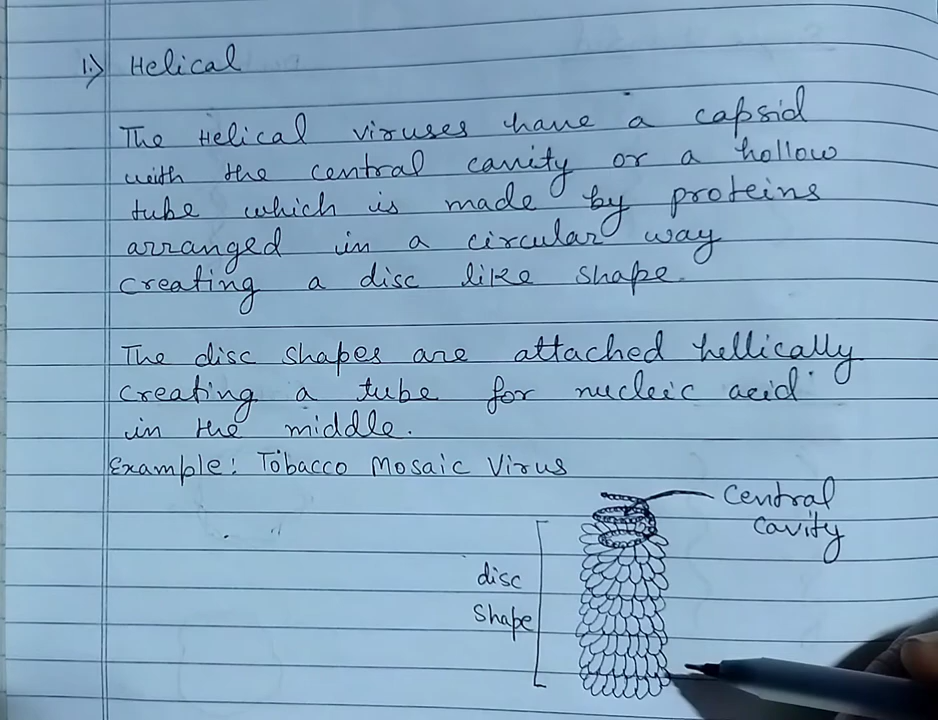 1.) Helical
The Helical viruses have a capsid
with the central cavity or a hollow
tube which is made by proteins
arranged in a circular way
creating a disc like shape.
The disc shapes are attached hellically
creating a tube for nucleic acid
in the middle.
Example: Tobacco Mosaic Virus
Central
Cavity
disc
shape